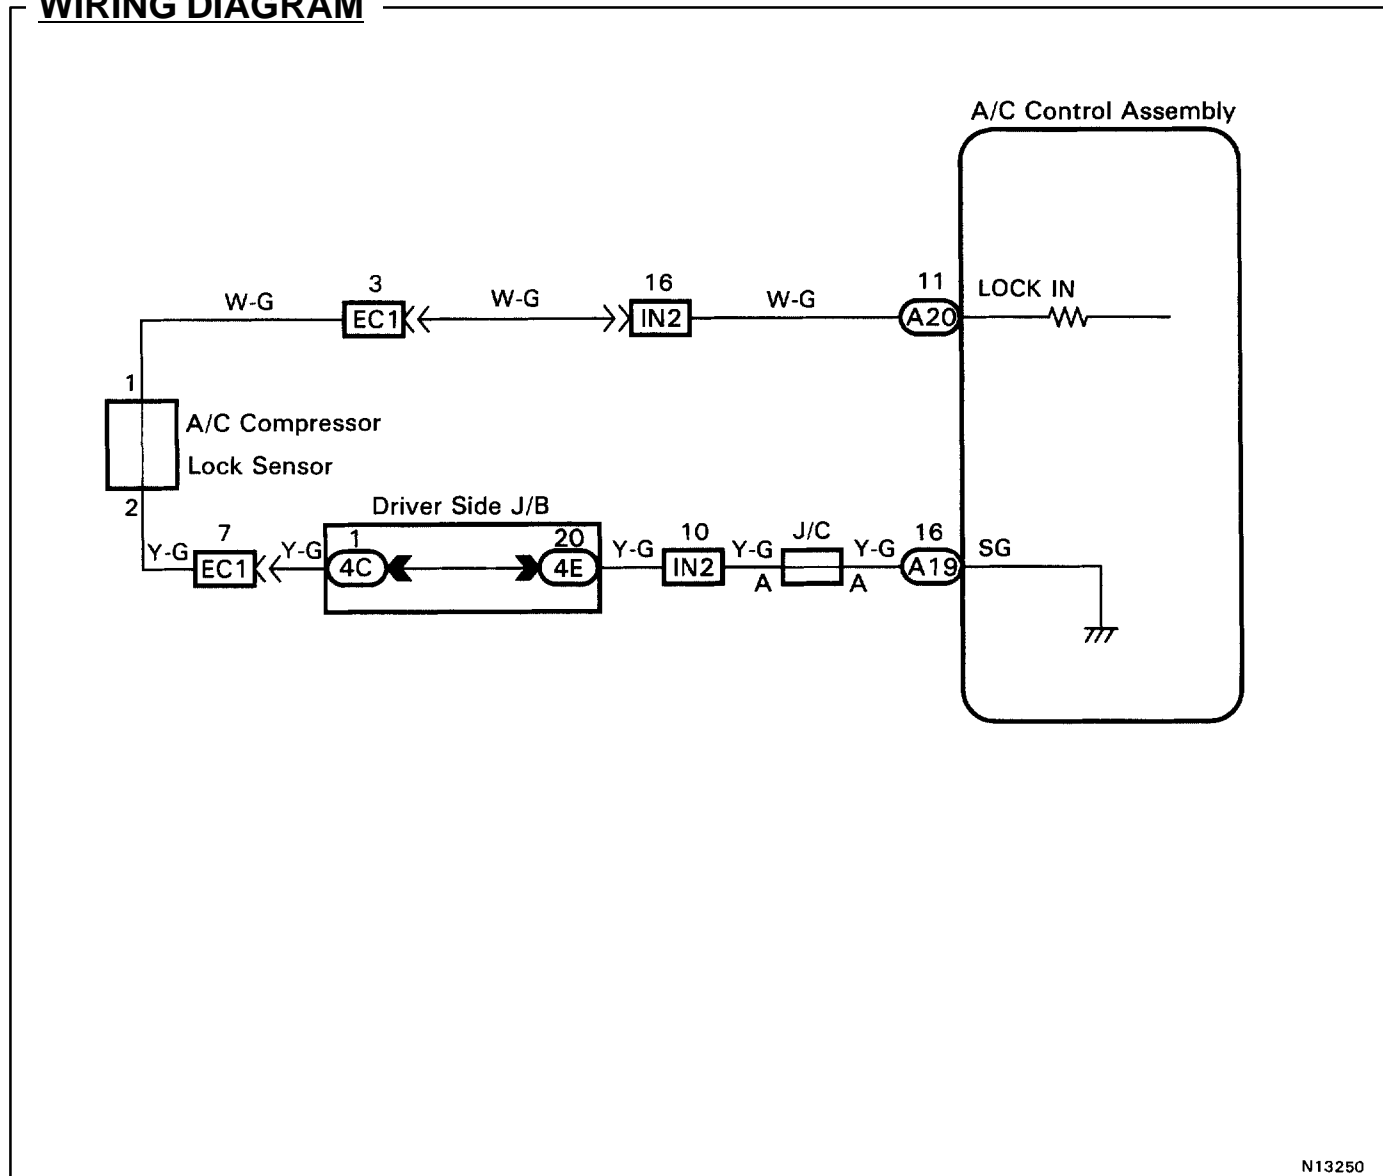 WIRING DIAGRAM
A/C Control Assembly
3
16
11
LOCK IN
W-G
EC1
W-G
IN2
W-G
A20
1
A/C Compressor
Lock Sensor
2
Driver Side J/B
7
1
20
10
J/C
16
SG
Y-G
EC1
Y-G
4C
4E
Y-G
IN2
Y-G
A
A
Y-G
A19
N13250